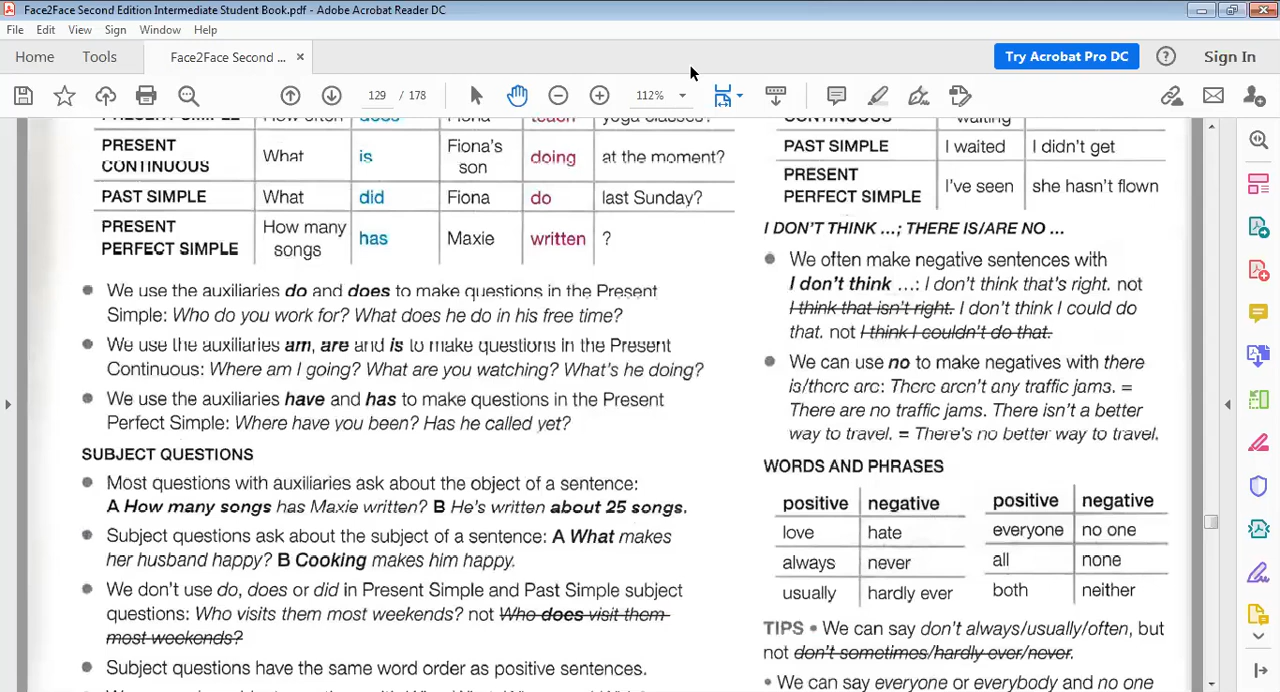 Face2Face Second Edition Intermediate Student Book.pdf - Adobe Acrobat Reader DC
File Edit View Sign Window Help
Home Tools Face2Face Second ... × Try Acrobat Pro DC ? Sign In
129 / 178 112%
PRESENT SIMPLE How often does Fiona teach yoga classes?
PRESENT
CONTINUOUS What is Fiona's son doing at the moment?
PAST SIMPLE What did Fiona do last Sunday?
PRESENT
PERFECT SIMPLE How many songs has Maxie written ?
• We use the auxiliaries do and does to make questions in the Present
Simple: Who do you work for? What does he do in his free time?
• We use the auxiliaries am, are and is to make questions in the Present
Continuous: Where am I going? What are you watching? What's he doing?
• We use the auxiliaries have and has to make questions in the Present
Perfect Simple: Where have you been? Has he called yet?
SUBJECT QUESTIONS
• Most questions with auxiliaries ask about the object of a sentence:
A How many songs has Maxie written? B He's written about 25 songs.
• Subject questions ask about the subject of a sentence: A What makes
her husband happy? B Cooking makes him happy.
• We don't use do, does or did in Present Simple and Past Simple subject
questions: Who visits them most weekends? not Who does visit them
most weekends?
• Subject questions have the same word order as positive sentences.
CONTINUOUS waiting
PAST SIMPLE I waited I didn't get
PRESENT
PERFECT SIMPLE I've seen she hasn't flown
I DON'T THINK ...; THERE IS/ARE NO ...
• We often make negative sentences with
I don't think ...: I don't think that's right. not
I think that isn't right. I don't think I could do
that. not I think I couldn't do that.
• We can use no to make negatives with there
is/there are: There aren't any traffic jams. =
There are no traffic jams. There isn't a better
way to travel. = There's no better way to travel.
WORDS AND PHRASES
positive negative positive negative
love hate everyone no one
always never all none
usually hardly ever both neither
TIPS • We can say don't always/usually/often, but
not don't sometimes/hardly ever/never.
• We can say everyone or everybody and no one